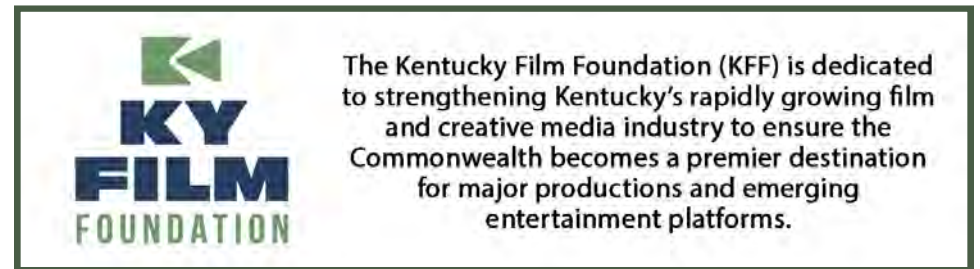 KY
FILM
FOUNDATION
The Kentucky Film Foundation (KFF) is dedicated
to strengthening Kentucky's rapidly growing film
and creative media industry to ensure the
Commonwealth becomes a premier destination
for major productions and emerging
entertainment platforms.